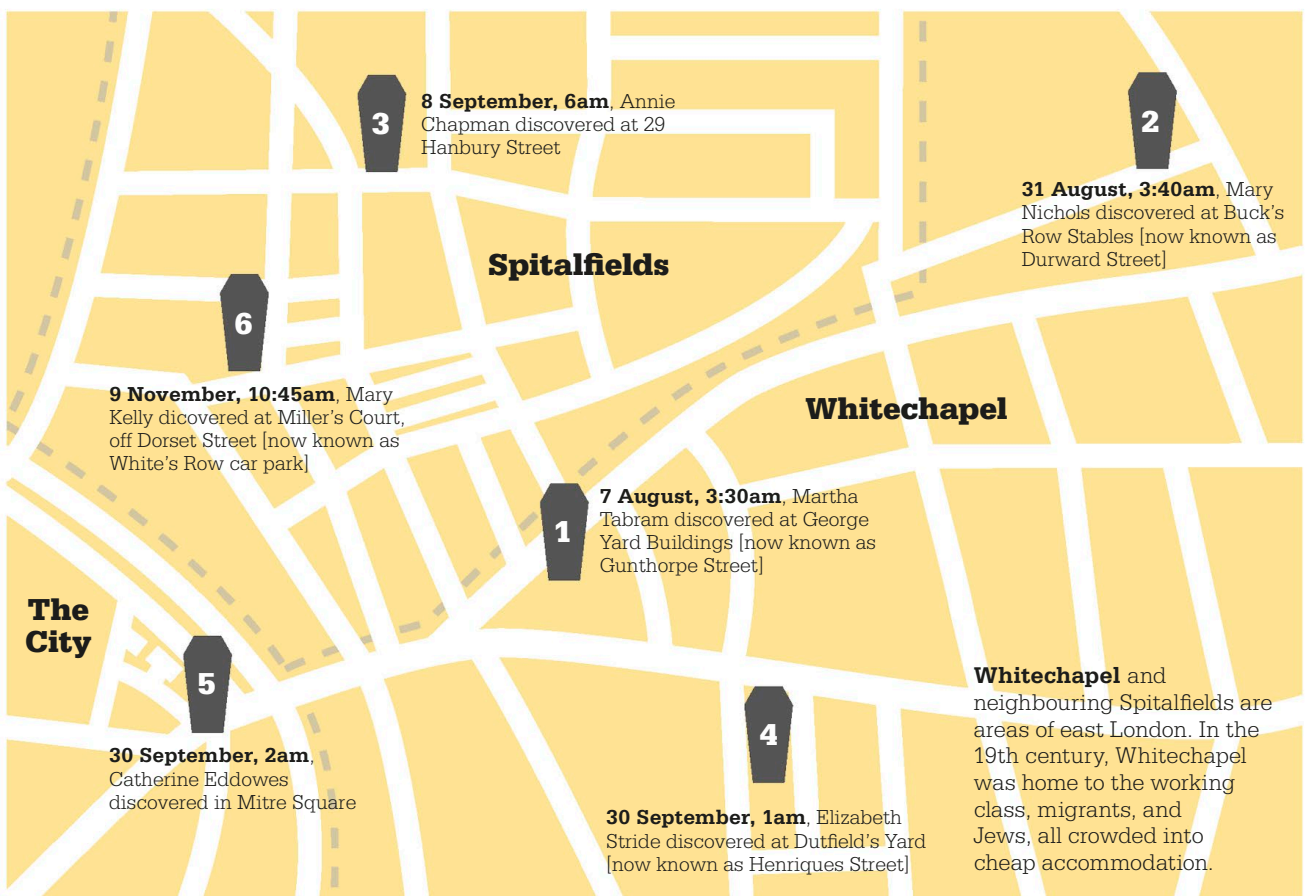 3
8 September, 6am, Annie
Chapman discovered at 29
Hanbury Street
2
31 August, 3:40am, Mary
Nichols discovered at Buck's
Row Stables [now known as
Durward Street]
Spitalfields
6
9 November, 10:45am, Mary
Kelly dicovered at Miller's Court,
off Dorset Street [now known as
White's Row car park]
Whitechapel
1
7 August, 3:30am, Martha
Tabram discovered at George
Yard Buildings [now known as
Gunthorpe Street]
The
City
5
30 September, 2am,
Catherine Eddowes
discovered in Mitre Square
4
30 September, 1am, Elizabeth
Stride discovered at Dutfield's Yard
[now known as Henriques Street]
Whitechapel and
neighbouring Spitalfields are
areas of east London. In the
19th century, Whitechapel
was home to the working
class, migrants, and
Jews, all crowded into
cheap accommodation.